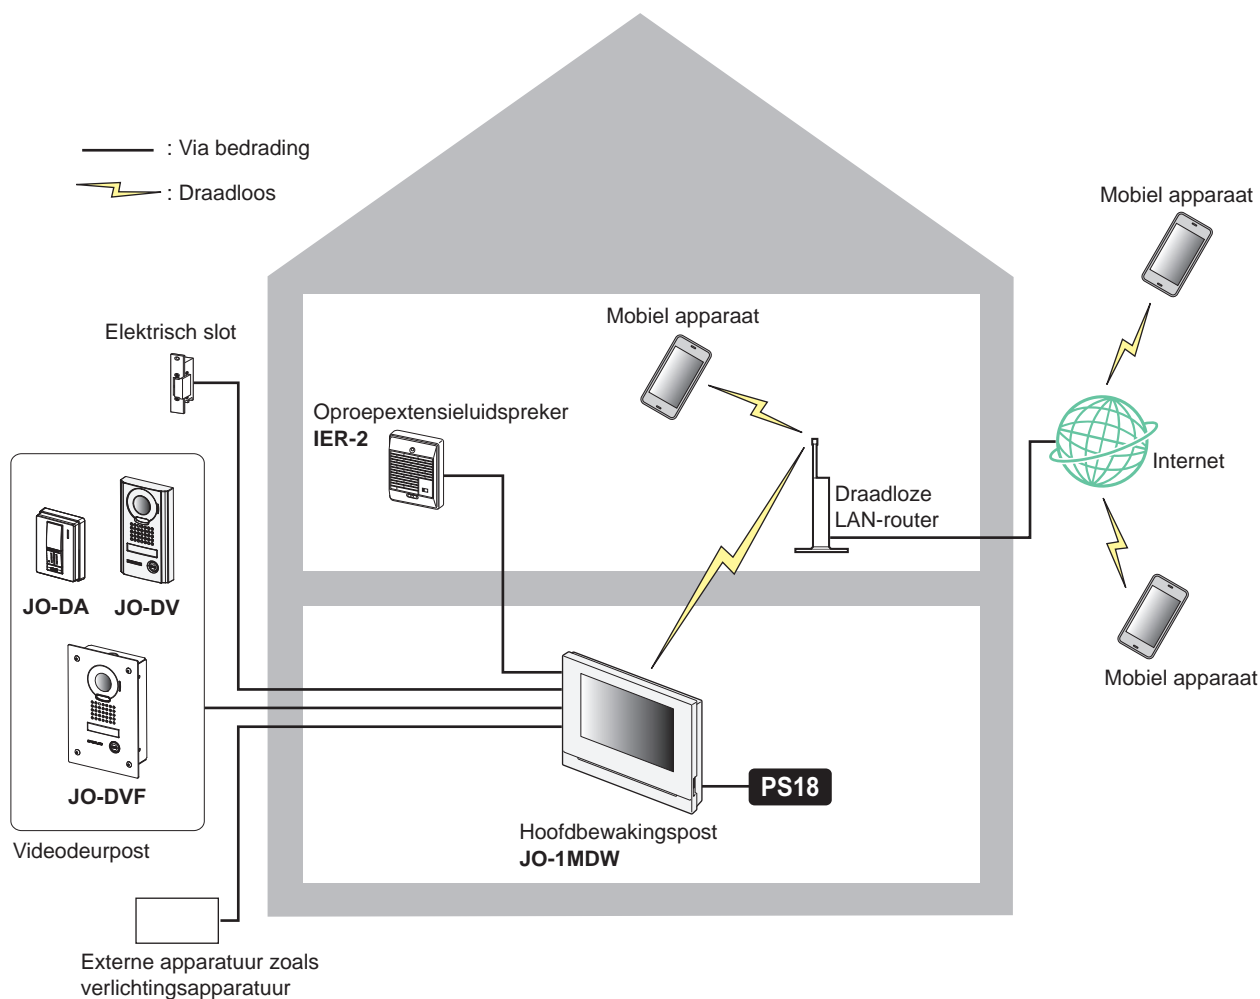 : Via bedrading
: Draadloos
Mobiel apparaat
Elektrisch slot
Mobiel apparaat
Oproepextensieluidspreker
IER-2
Internet
Draadloze
LAN-router
JO-DA
JO-DV
Mobiel apparaat
JO-DVF
PS18
Hoofdbewakingspost
JO-1MDW
Videodeurpost
Externe apparatuur zoals
verlichtingsapparatuur